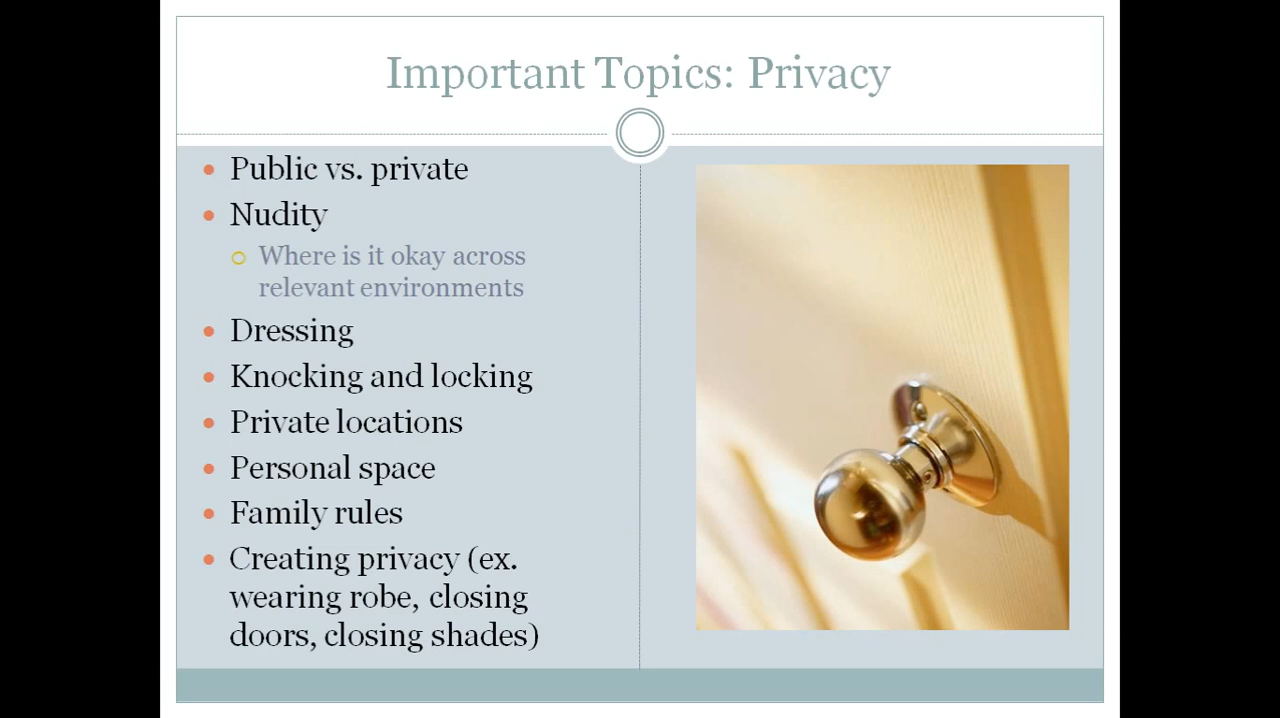 Important Topics: Privacy
Public vs. private
Nudity
Where is it okay across
relevant environments
Dressing
Knocking and locking
Private locations
Personal space
Family rules
Creating privacy (ex.
wearing robe, closing
doors, closing shades)